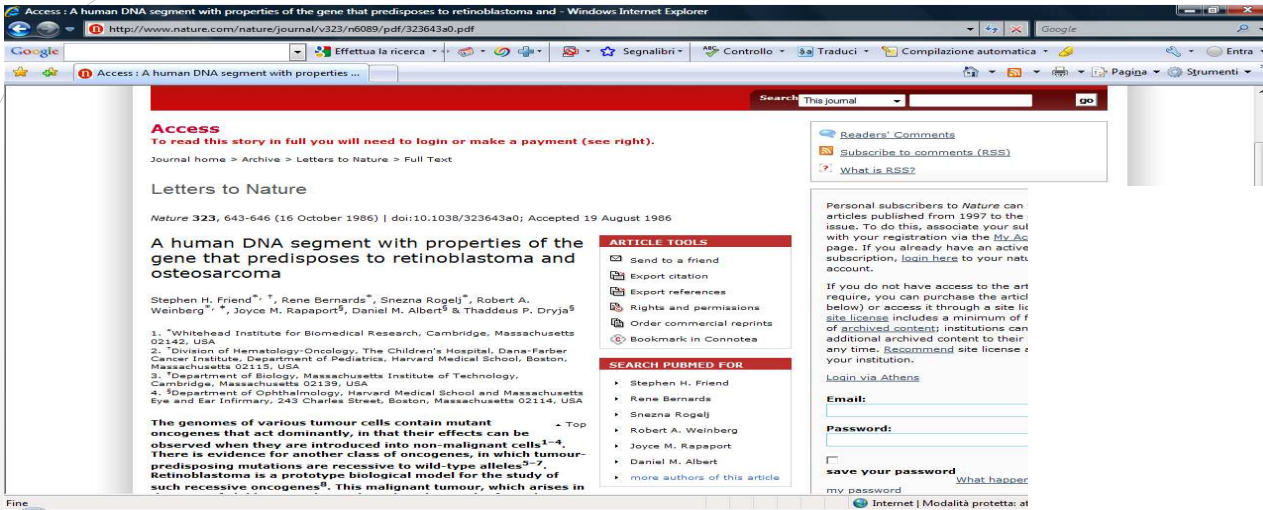 Access : A human DNA segment with properties of the gene that predisposes to retinoblastoma and - Windows Internet Explorer
http://www.nature.com/nature/journal/v323/n6089/pdf/323643a0.pdf
Google
Google
Effettua la ricerca
Segnalibri
Controllo
Traduci
Compilazione automatica
Entra
Access : A human DNA segment with properties ...
Pagina
Strumenti
Search
This journal
go
Access
To read this story in full you will need to login or make a payment (see right).
Journal home > Archive > Letters to Nature > Full Text
Letters to Nature
Nature 323, 643-646 (16 October 1986) | doi:10.1038/323643a0; Accepted 19 August 1986
A human DNA segment with properties of the
gene that predisposes to retinoblastoma and
osteosarcoma
Stephen H. Friend*, †, Rene Bernards*, Snezna Rogelj*, Robert A.
Weinberg*, ‡, Joyce M. Rapaport§, Daniel M. Albert§ & Thaddeus P. Dryja§
1. *Whitehead Institute for Biomedical Research, Cambridge, Massachusetts
02142, USA
2. †Division of Hematology-Oncology, The Children's Hospital, Dana-Farber
Cancer Institute, Department of Pediatrics, Harvard Medical School, Boston,
Massachusetts 02115, USA
3. ‡Department of Biology, Massachusetts Institute of Technology,
Cambridge, Massachusetts 02139, USA
4. §Department of Ophthalmology, Harvard Medical School and Massachusetts
Eye and Ear Infirmary, 243 Charles Street, Boston, Massachusetts 02114, USA
Top
The genomes of various tumour cells contain mutant
oncogenes that act dominantly, in that their effects can be
observed when they are introduced into non-malignant cells1–4.
There is evidence for another class of oncogenes, in which tumour-
predisposing mutations are recessive to wild-type alleles5–7.
Retinoblastoma is a prototype biological model for the study of
such recessive oncogenes8. This malignant tumour, which arises in
ARTICLE TOOLS
Send to a friend
Export citation
Export references
Rights and permissions
Order commercial reprints
Bookmark in Connotea
SEARCH PUBMED FOR
Stephen H. Friend
Rene Bernards
Snezna Rogelj
Robert A. Weinberg
Joyce M. Rapaport
Daniel M. Albert
more authors of this article
Readers' Comments
Subscribe to comments (RSS)
What is RSS?
Personal subscribers to Nature can
articles published from 1997 to the
issue. To do this, associate your
with your registration via the My
page. If you already have an active
subscription, login here to your
account.
If you do not have access to the
require, you can purchase the
below) or access it through a site
site license includes a minimum of
of archived content; institutions can
additional archived content to their
any time. Recommend site license
your institution.
Login via Athens
Email:
Password:
save your password
What
my password
Fine
Internet | Modalità protetta: